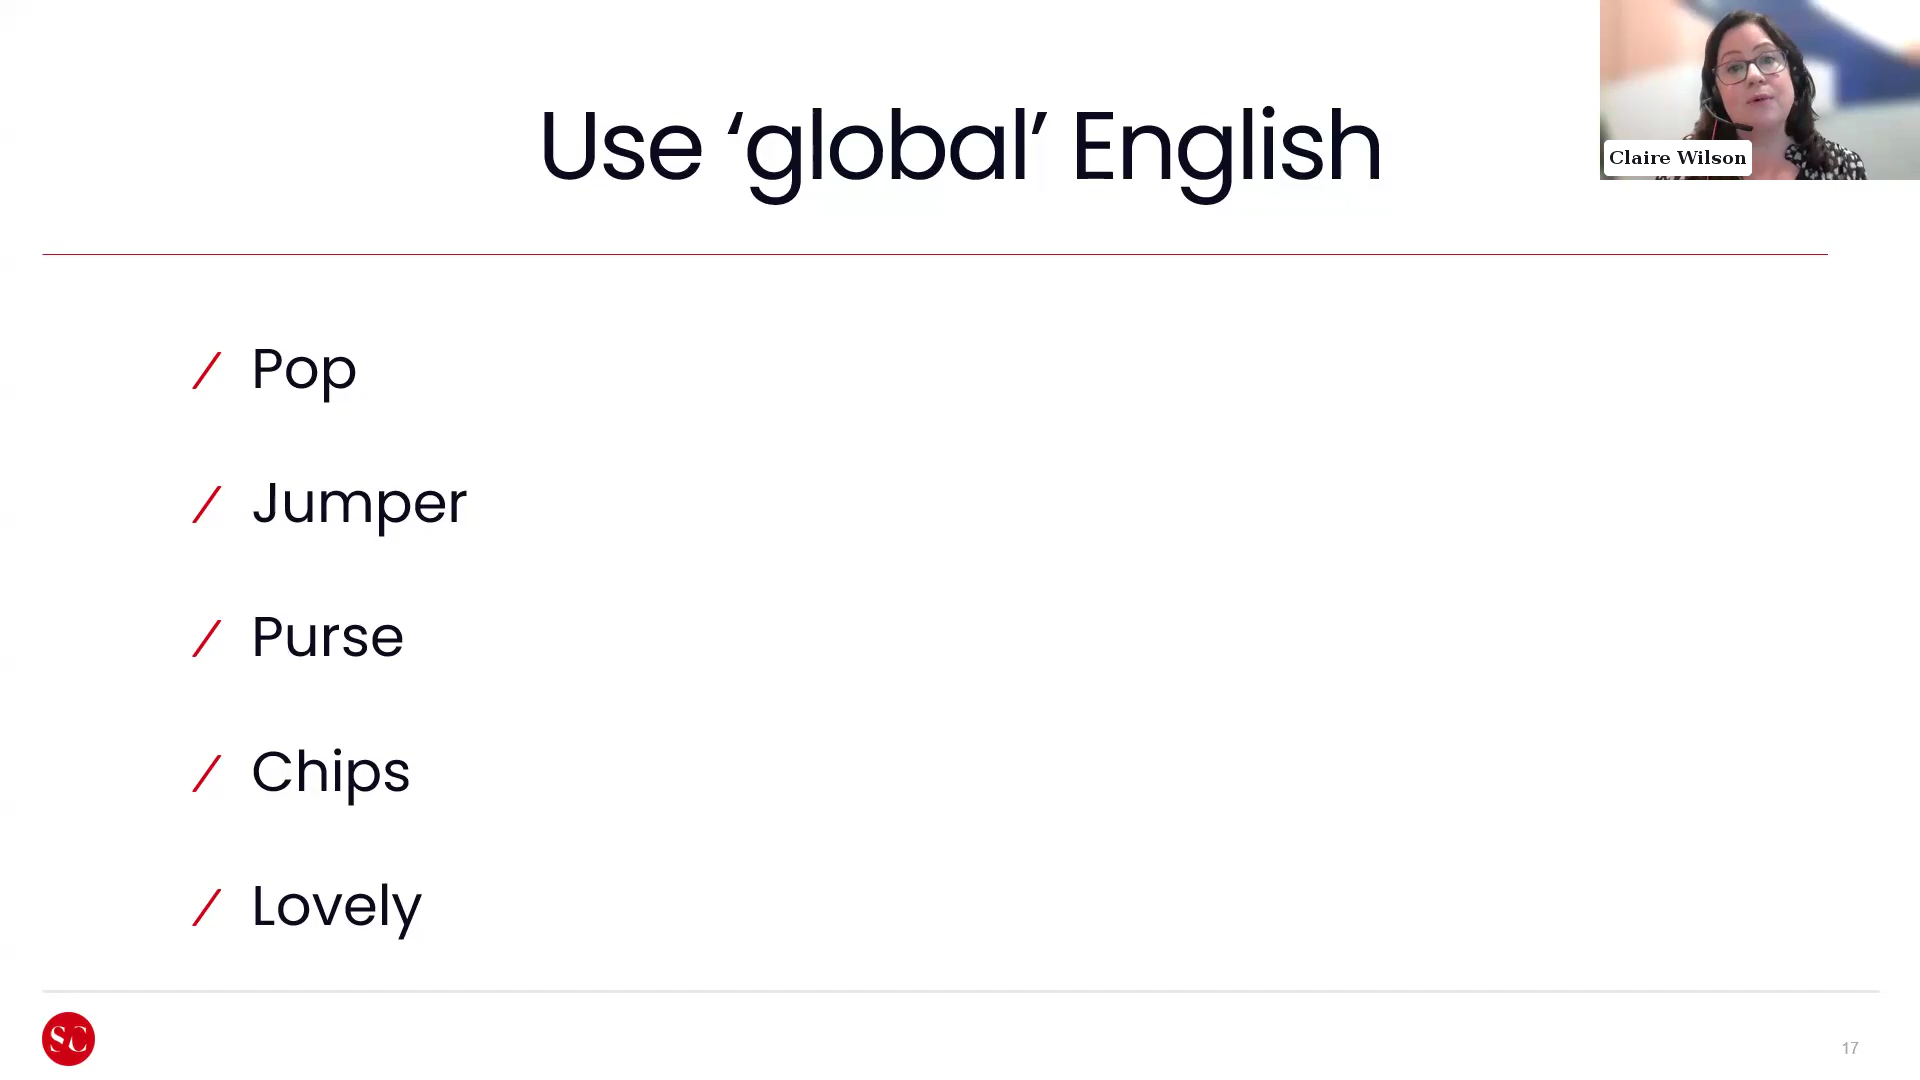 Use ‘global’ English
Claire Wilson
Pop
Jumper
Purse
Chips
Lovely
SC
17